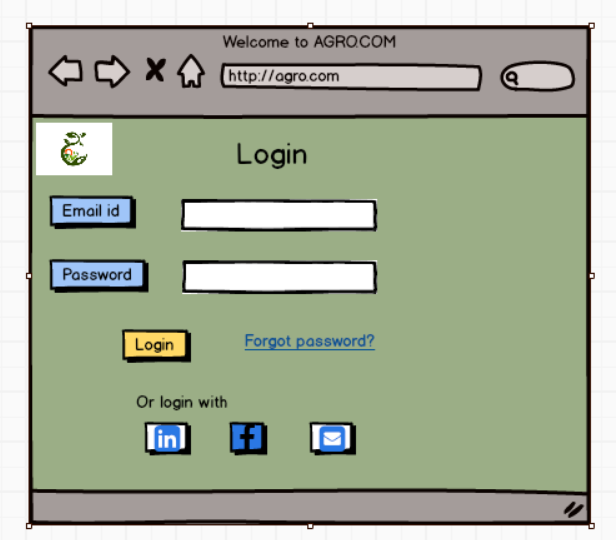 Welcome to AGRO.COM
http://agro.com
Login
Email id
Password
Login
Forgot password?
Or login with
in
f